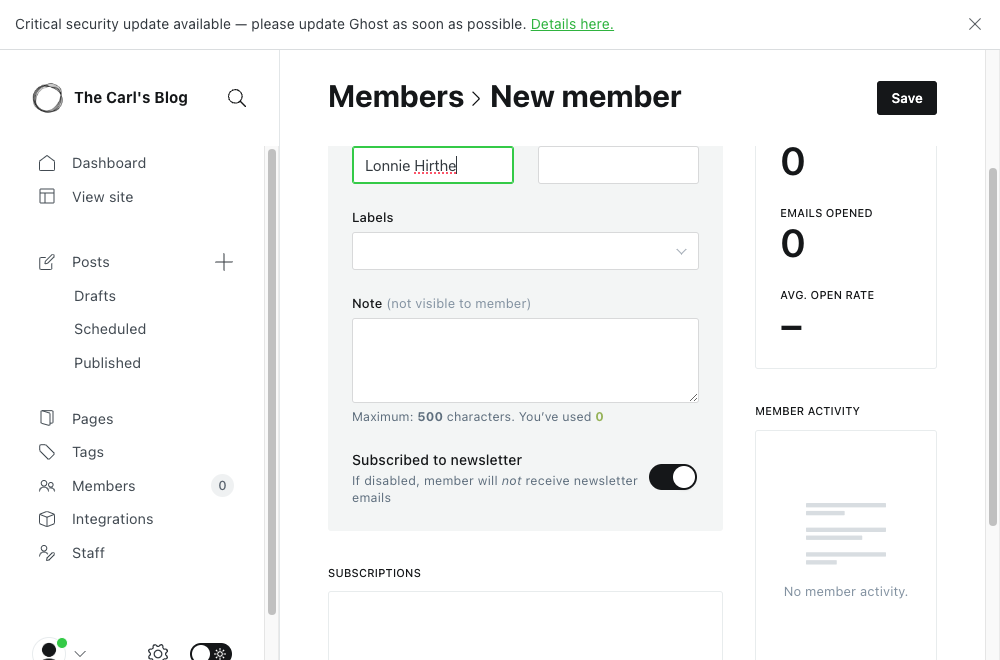 Critical security update available — please update Ghost as soon as possible. Details here.
The Carl's Blog
Members › New member
Save
Dashboard
View site
Posts
Drafts
Scheduled
Published
Pages
Tags
Members 0
Integrations
Staff
Lonnie Hirthe
Labels
Note (not visible to member)
Maximum: 500 characters. You've used 0
Subscribed to newsletter
If disabled, member will not receive newsletter
emails
SUBSCRIPTIONS
0
EMAILS OPENED
0
AVG. OPEN RATE
–
MEMBER ACTIVITY
No member activity.